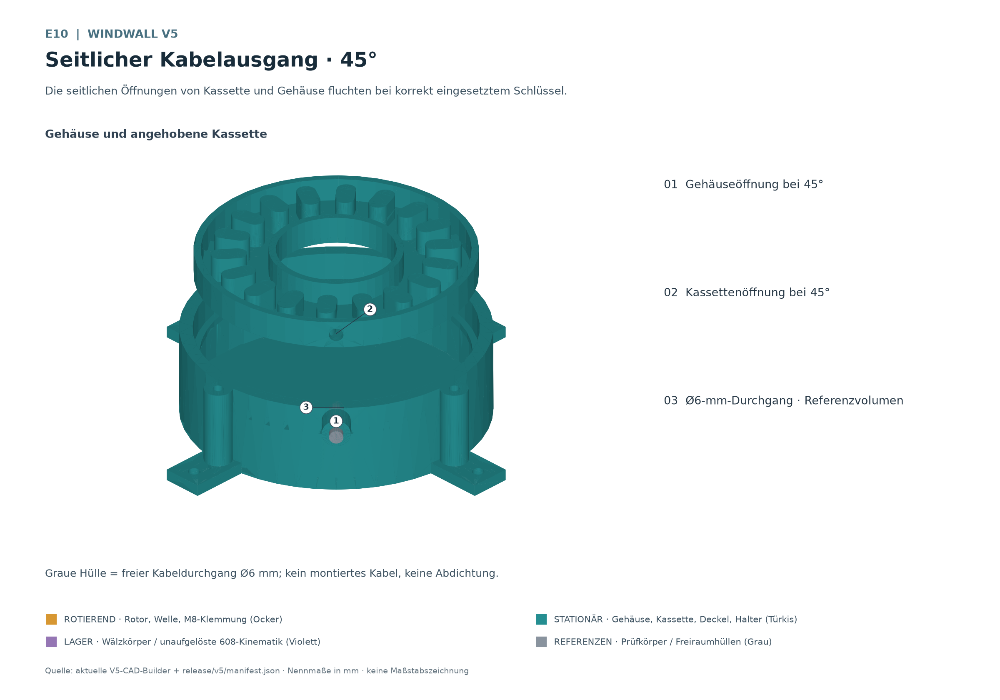 E10 | WINDWALL V5
Seitlicher Kabelausgang · 45°
Die seitlichen Öffnungen von Kassette und Gehäuse fluchten bei korrekt eingesetztem Schlüssel.
Gehäuse und angehobene Kassette
01 Gehäuseöffnung bei 45°
02 Kassettenöffnung bei 45°
03 Ø6-mm-Durchgang · Referenzvolumen
2
3
1
Graue Hülle = freier Kabeldurchgang Ø6 mm; kein montiertes Kabel, keine Abdichtung.
ROTIEREND · Rotor, Welle, M8-Klemmung (Ocker)
STATIONÄR · Gehäuse, Kassette, Deckel, Halter (Türkis)
LAGER · Wälzkörper / unaufgelöste 608-Kinematik (Violett)
REFERENZEN · Prüfkörper / Freiraumhüllen (Grau)
Quelle: aktuelle V5-CAD-Builder + release/v5/manifest.json · Nennmaße in mm · keine Maßstabszeichnung